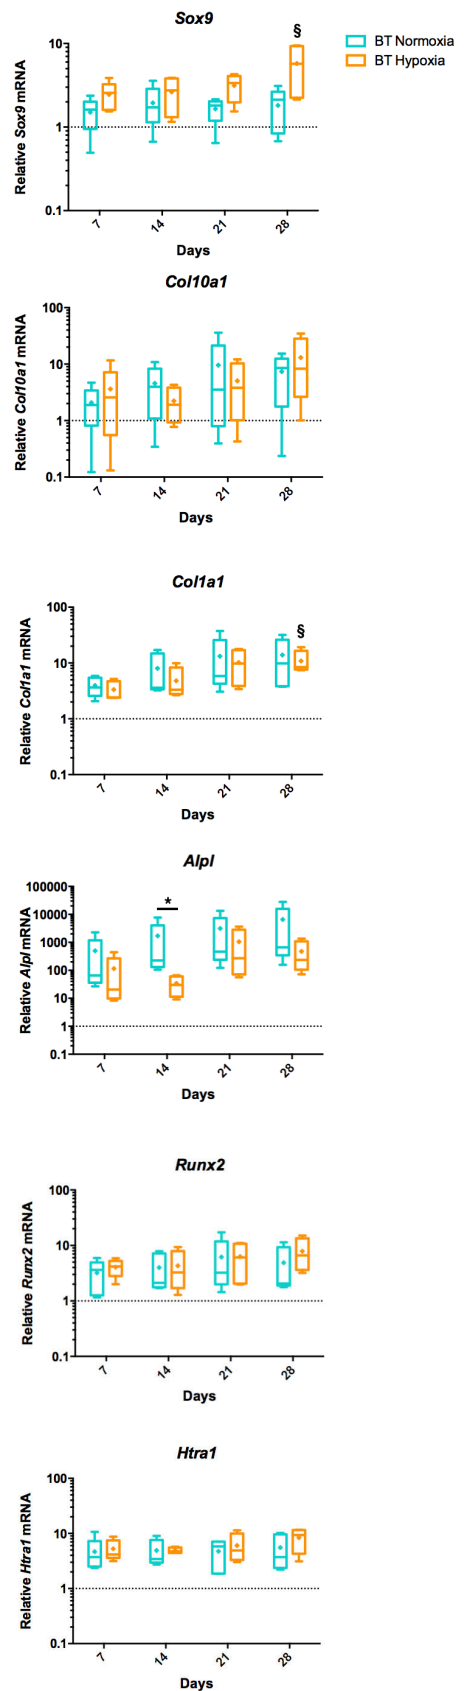 Sox9
§
BT Normoxia
BT Hypoxia
Relative Sox9 mRNA
10
1
0.1
7 14 21 28
Days
Col10a1
Relative Col10a1 mRNA
100
10
1
0.1
7 14 21 28
Days
Col1a1
§
Relative Col1a1 mRNA
100
10
1
0.1
7 14 21 28
Days
Alpl
*
Relative Alpl mRNA
100000
10000
1000
100
10
1
0.1
7 14 21 28
Days
Runx2
Relative Runx2 mRNA
100
10
1
0.1
7 14 21 28
Days
Htra1
Relative Htra1 mRNA
100
10
1
0.1
7 14 21 28
Days